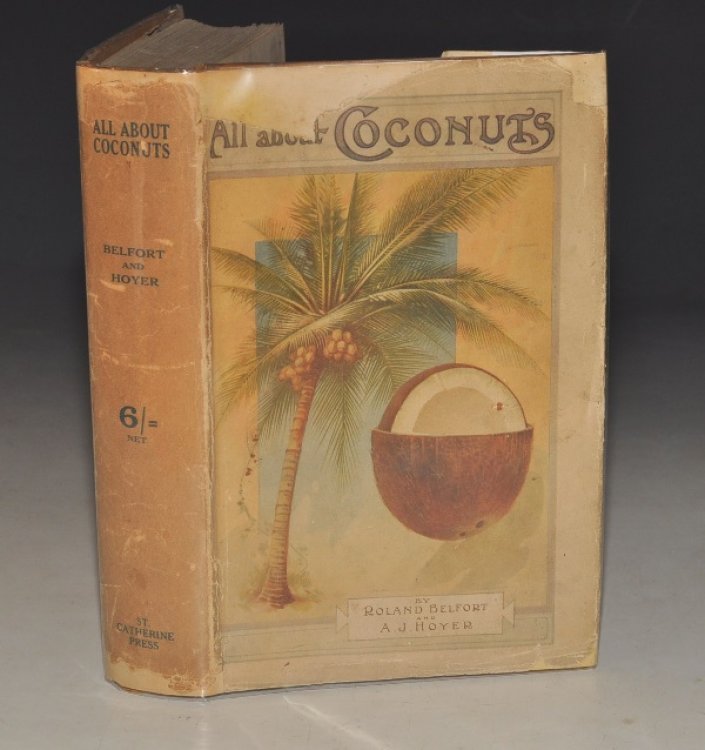 ALL ABOUT
COCONUTS
BELFORT
AND
HOYER
6/=
NET
ST.
CATHERINE
PRESS
All about COCONUTS
BY
ROLAND BELFORT
AND
A.J. HOYER